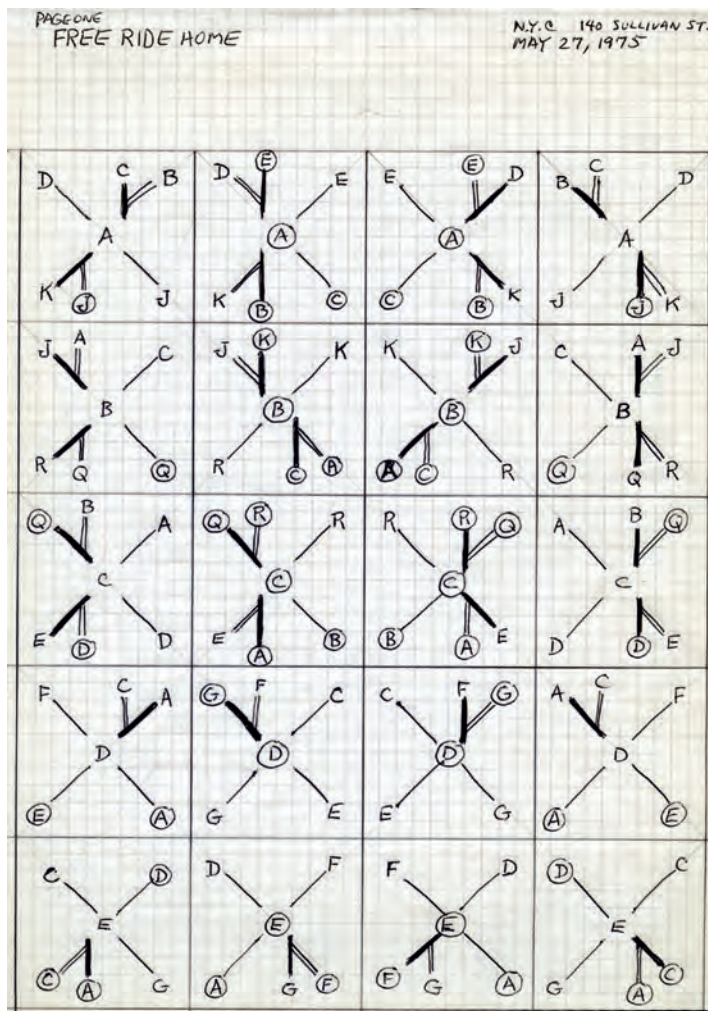 PAGE ONE
FREE RIDE HOME
N.Y.C 140 SULLIVAN ST.
MAY 27, 1975
D C B D E E E E D B C D
A A A A
K J J K B C C B K J J K
J A C J K K K K J C A J
B B B B
R Q Q R C A A C R Q Q R
Q B A Q R R R R Q A B Q
C C C C
E D D E A B B A E D D E
F C A G F C C F G A C F
D D D D
E A G E E G A E
C D D F F D D C
E E E E
C A G A G F F G A G A C